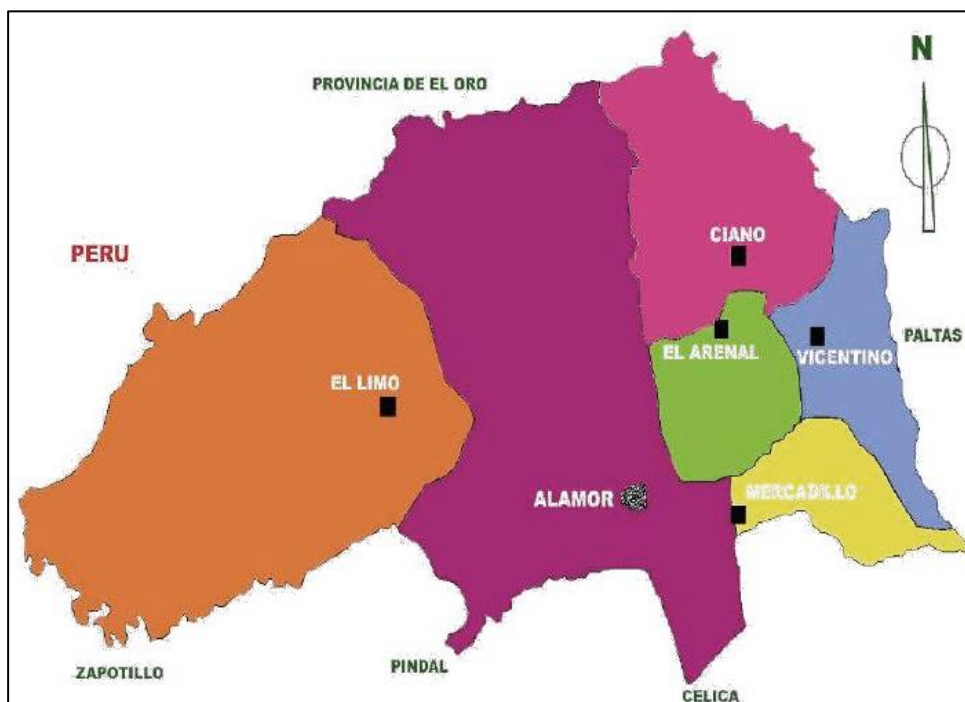 N
PROVINCIA DE EL ORO
CIANO
PERU
EL ARENAL
VICENTINO
PALTAS
EL LIMO
MERCADILLO
ALAMOR
ZAPOTILLO
PINDAL
CELICA